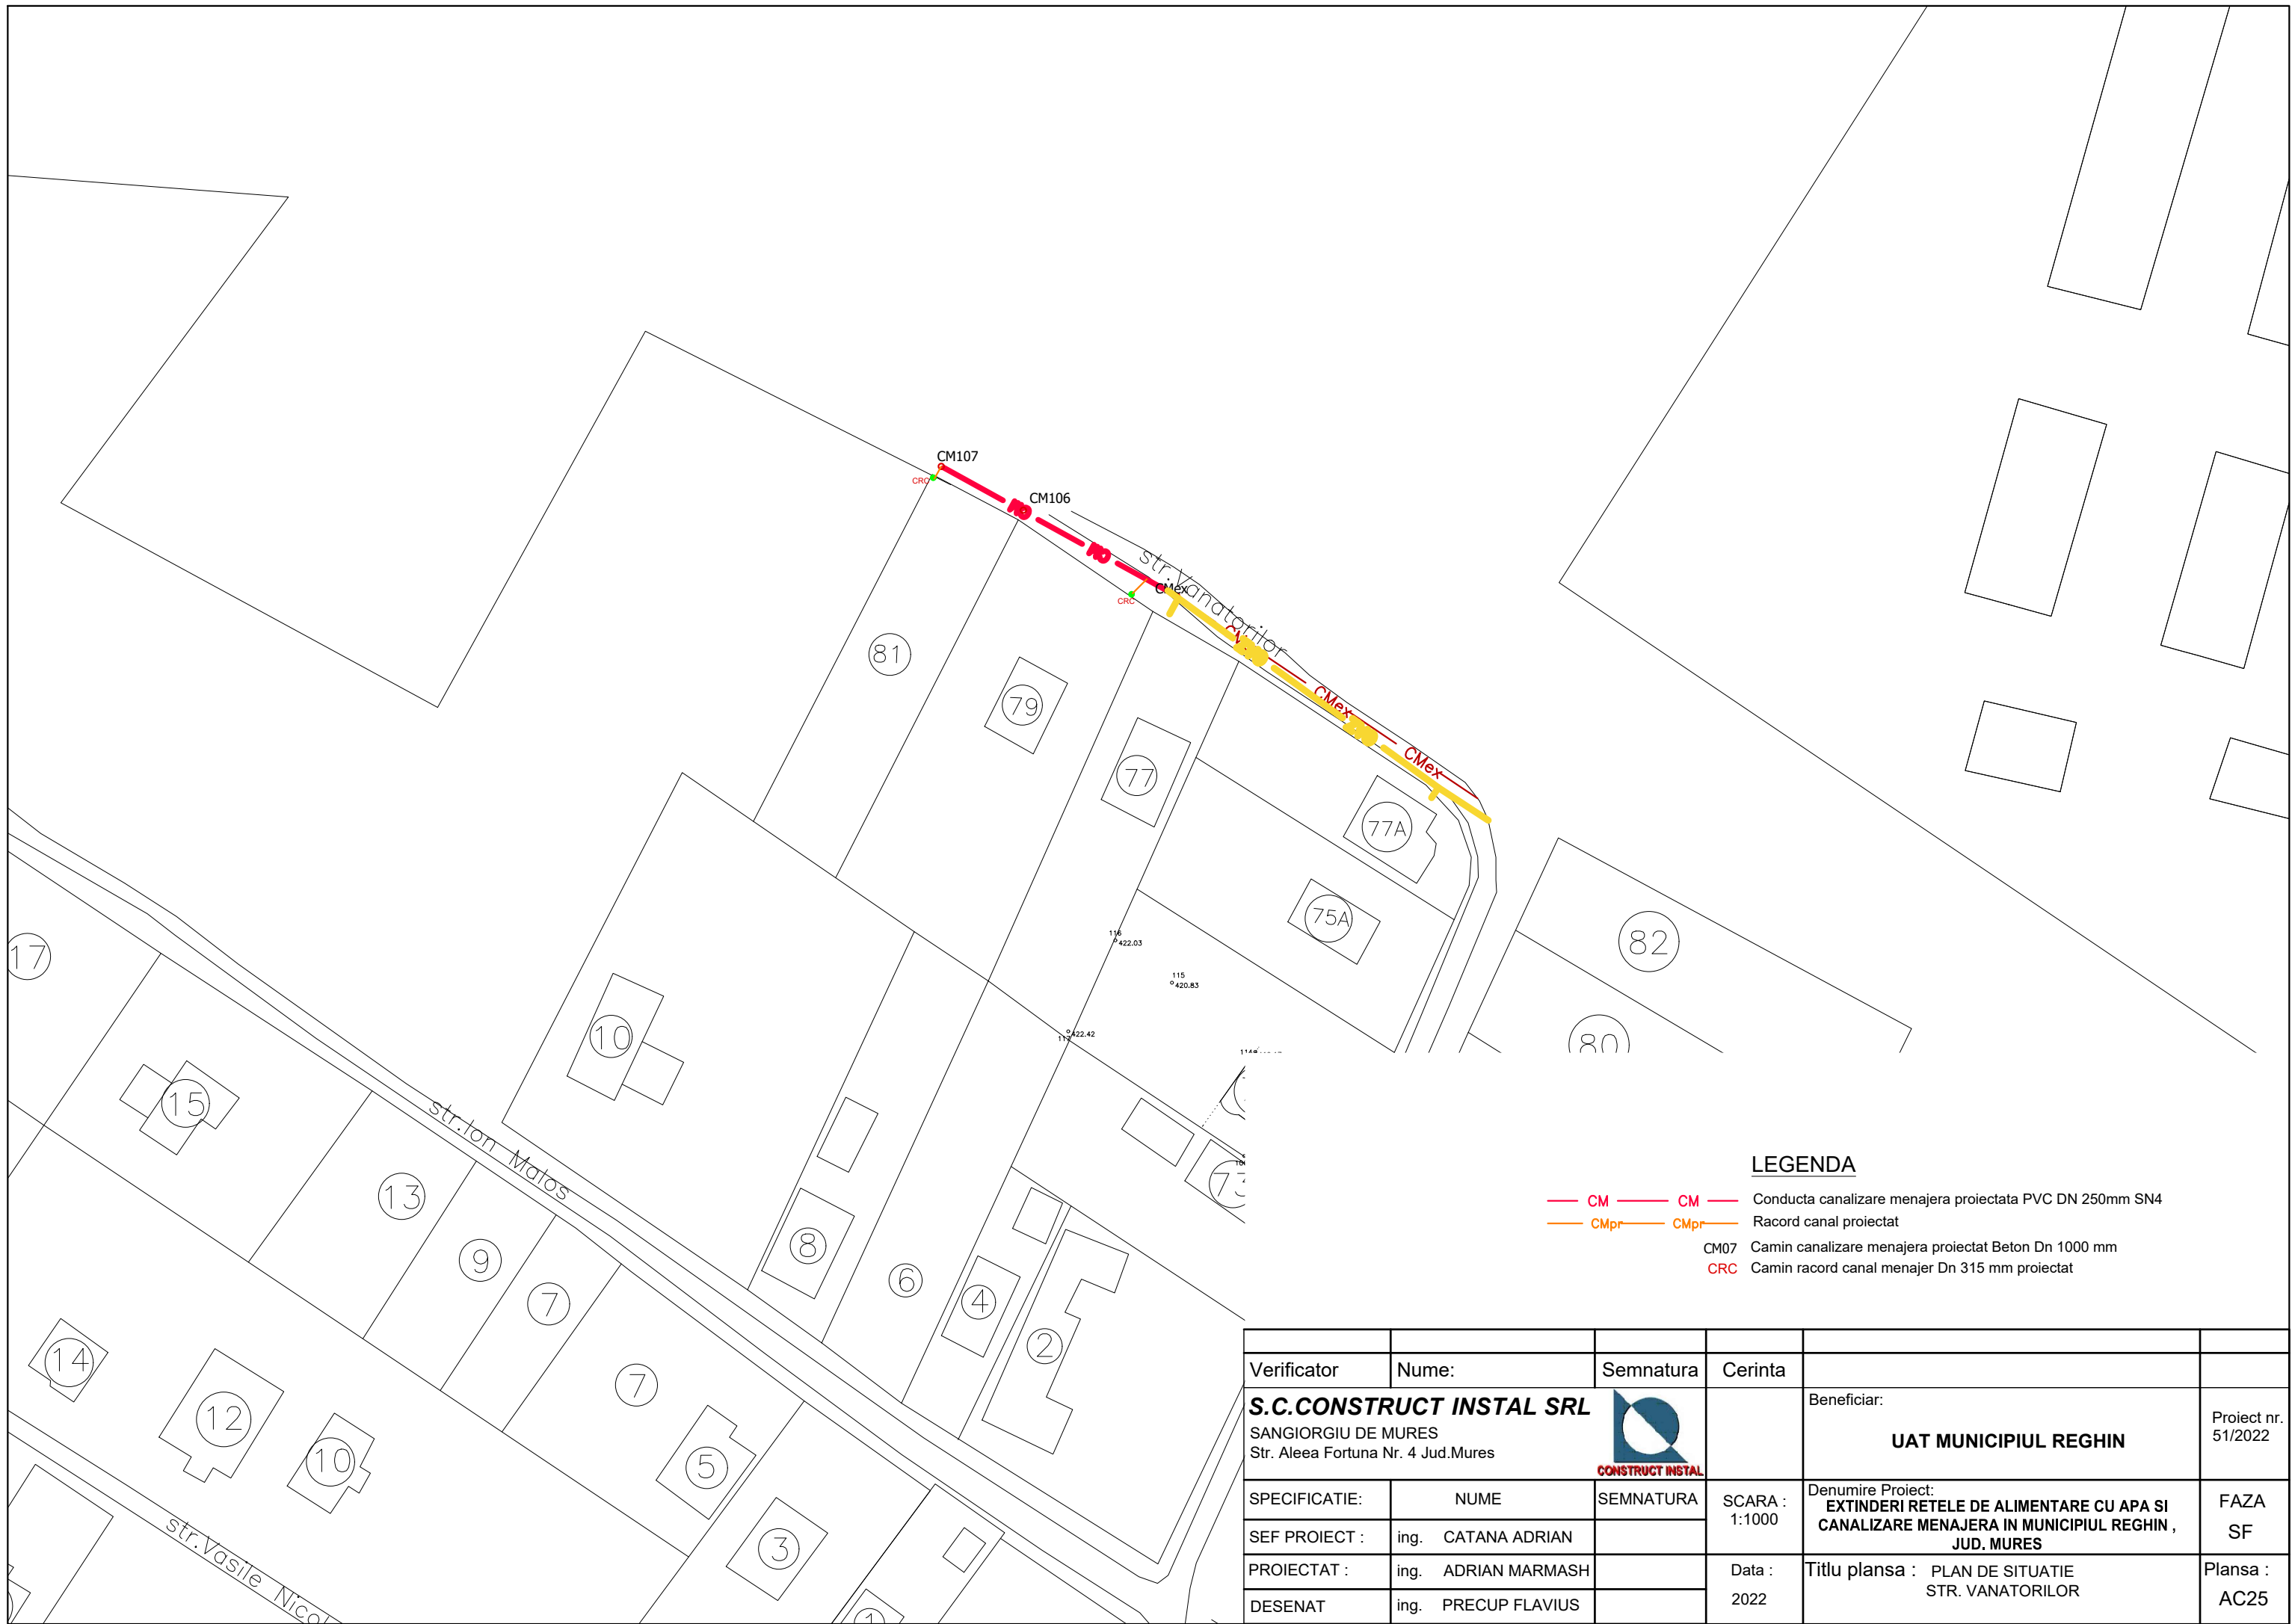 CM107
CRC
CM106
str.Vanatorilor
CMex
CRC
CMex
CMex
81
79
77
77A
75A
82
80
17
116
422.03
115
420.83
422.42
10
15
str.Ion Malos
13
9
7
7
8
6
4
2
73
14
12
10
5
3
1
str.Vasile Nicol
LEGENDA
CM CM Conducta canalizare menajera proiectata PVC DN 250mm SN4
CMpr CMpr Racord canal proiectat
CM07 Camin canalizare menajera proiectat Beton Dn 1000 mm
CRC Camin racord canal menajer Dn 315 mm proiectat
Verificator Nume: Semnatura Cerinta
S.C.CONSTRUCT INSTAL SRL
SANGIORGIU DE MURES
Str. Aleea Fortuna Nr. 4 Jud.Mures
CONSTRUCT INSTAL
Beneficiar:
UAT MUNICIPIUL REGHIN
Proiect nr.
51/2022
SPECIFICATIE: NUME SEMNATURA
SCARA :
1:1000
Denumire Proiect:
EXTINDERI RETELE DE ALIMENTARE CU APA SI
CANALIZARE MENAJERA IN MUNICIPIUL REGHIN ,
JUD. MURES
FAZA
SF
SEF PROIECT : ing. CATANA ADRIAN
PROIECTAT : ing. ADRIAN MARMASH
DESENAT ing. PRECUP FLAVIUS
Data :
2022
Titlu plansa : PLAN DE SITUATIE
STR. VANATORILOR
Plansa :
AC25